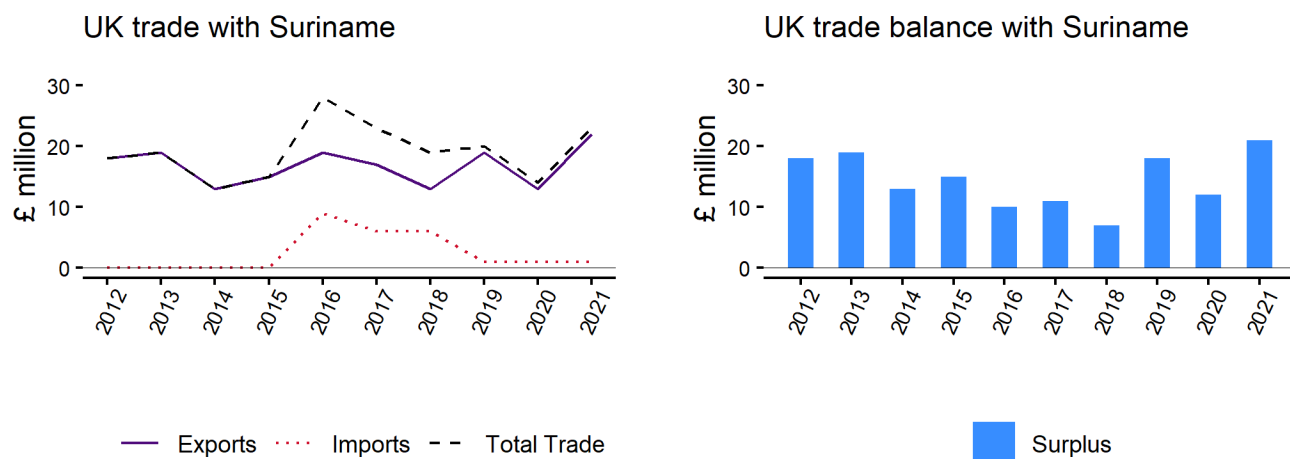 UK trade with Suriname
£ million
30
20
10
0
2012 2013 2014 2015 2016 2017 2018 2019 2020 2021
Exports Imports Total Trade
UK trade balance with Suriname
£ million
30
20
10
0
2012 2013 2014 2015 2016 2017 2018 2019 2020 2021
Surplus